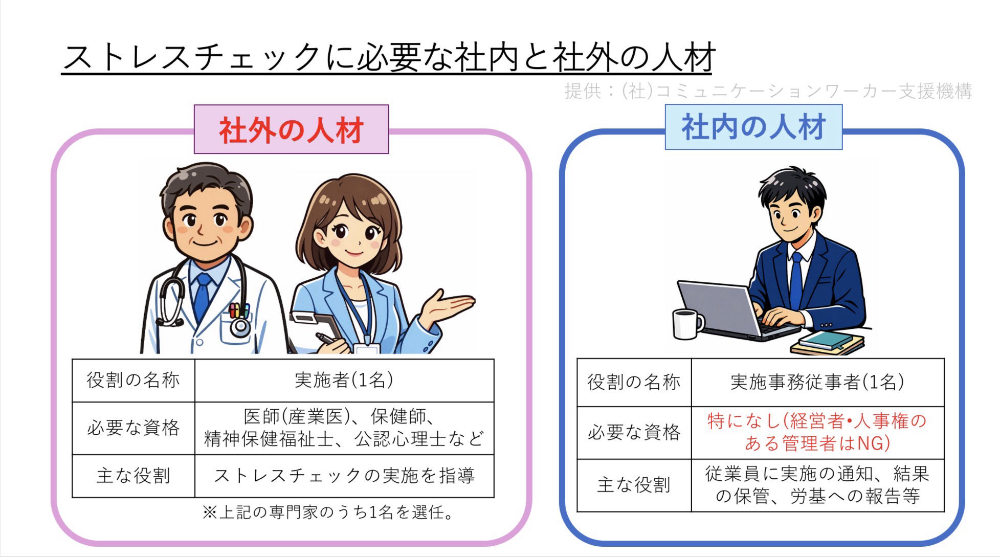 ストレスチェックに必要な社内と社外の人材
提供：(社)コミュニケーションワーカー支援機構
社外の人材
役割の名称
実施者(1名)
必要な資格
医師(産業医)、保健師、
精神保健福祉士、公認心理士など
主な役割
ストレスチェックの実施を指導
※上記の専門家のうち1名を選任。
社内の人材
役割の名称
実施事務従事者(1名)
必要な資格
特になし(経営者•人事権の
ある管理者はNG)
主な役割
従業員に実施の通知、結果
の保管、労基への報告等